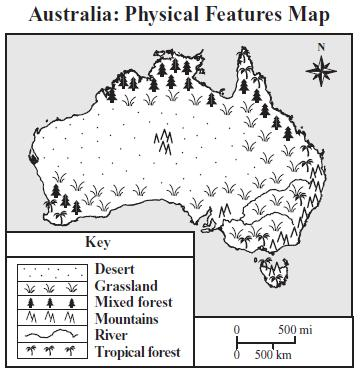 Australia: Physical Features Map
N
Key
Desert
Grassland
Mixed forest
Mountains
River
Tropical forest
0 500 mi
0 500 km